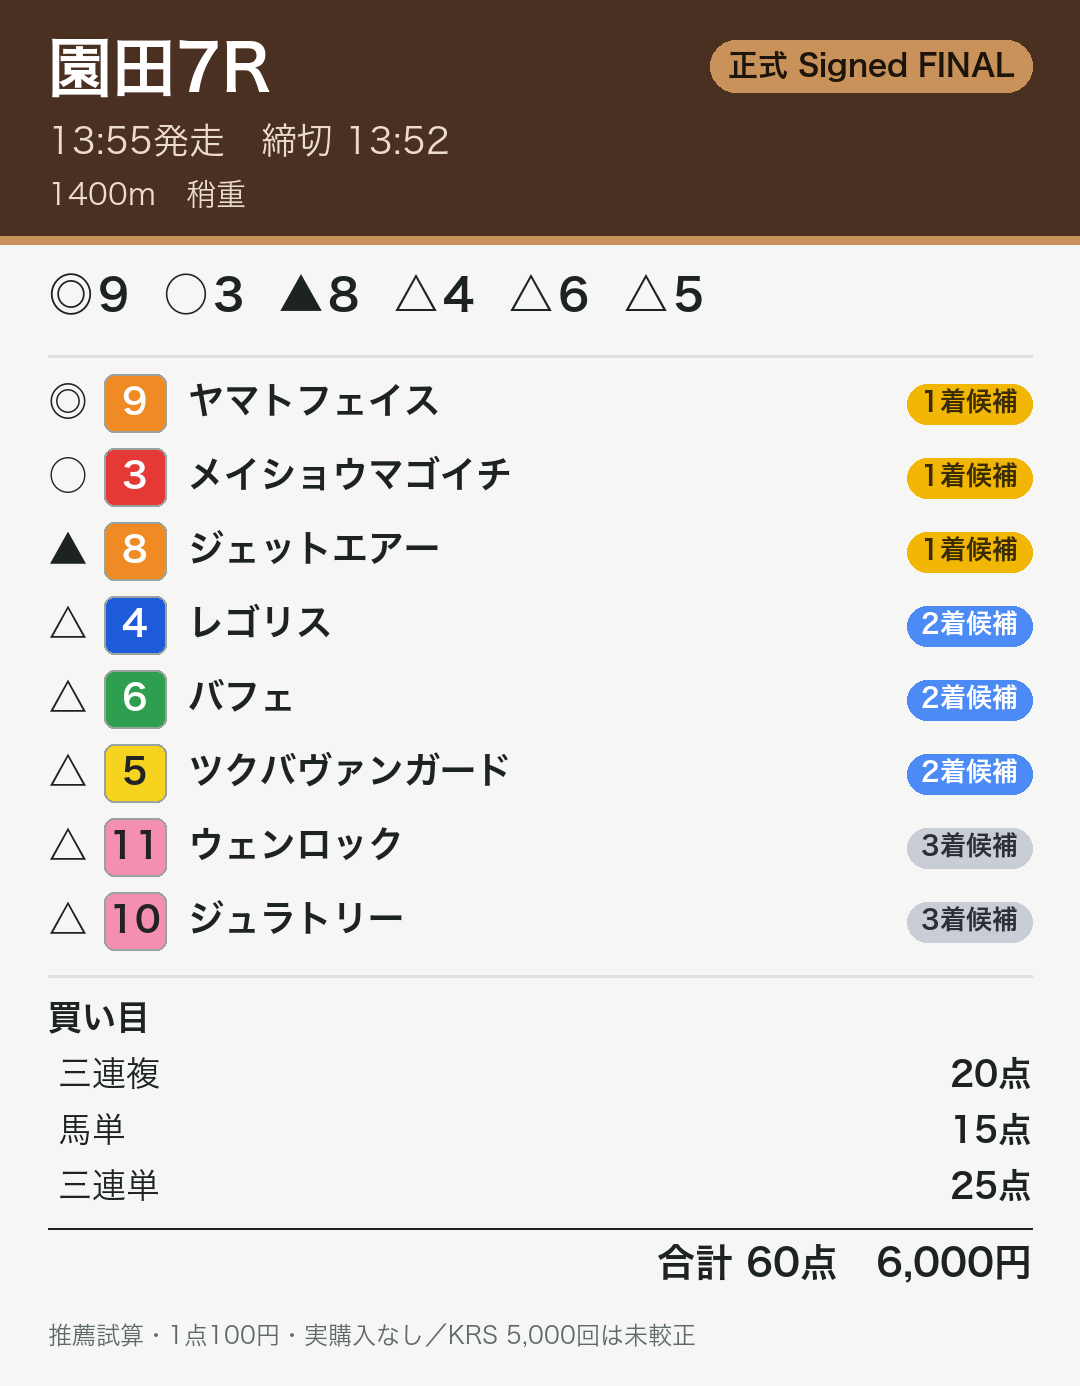 園田7R 正式 Signed FINAL
13:55発走　締切 13:52
1400m　稍重
◎9 ○3 ▲8 △4 △6 △5
◎ 9 ヤマトフェイス 1着候補
○ 3 メイショウマゴイチ 1着候補
▲ 8 ジェットエアー 1着候補
△ 4 レゴリス 2着候補
△ 6 バフェ 2着候補
△ 5 ツクバヴァンガード 2着候補
△ 11 ウェンロック 3着候補
△ 10 ジュラトリー 3着候補
買い目
三連複 20点
馬単 15点
三連単 25点
合計 60点　6,000円
推薦試算・1点100円・実購入なし／KRS 5,000回は未較正